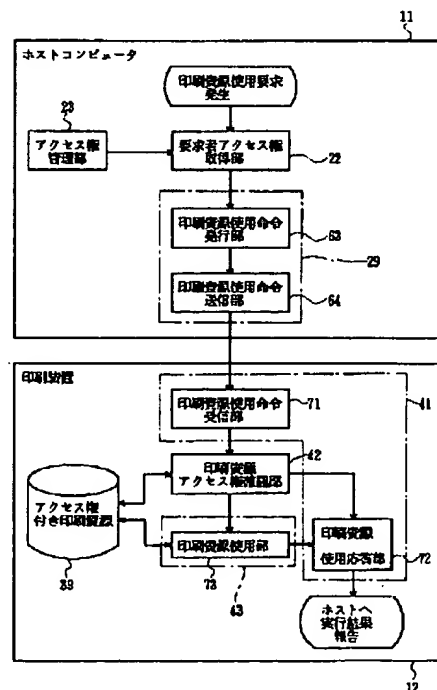 11
ホストコンピュータ
印刷資源使用要求
発生
23
アクセス権
管理部
要求者アクセス権
取得部
22
印刷資源使用命令
発行部
63
29
印刷資源使用命令
送信部
64
印刷装置
印刷資源使用命令
受信部
71
41
42
印刷資源
アクセス権確認部
アクセス権
付き印刷資源
39
印刷資源使用部
73
43
印刷資源
使用応答部
72
ホストへ
実行結果
報告
12